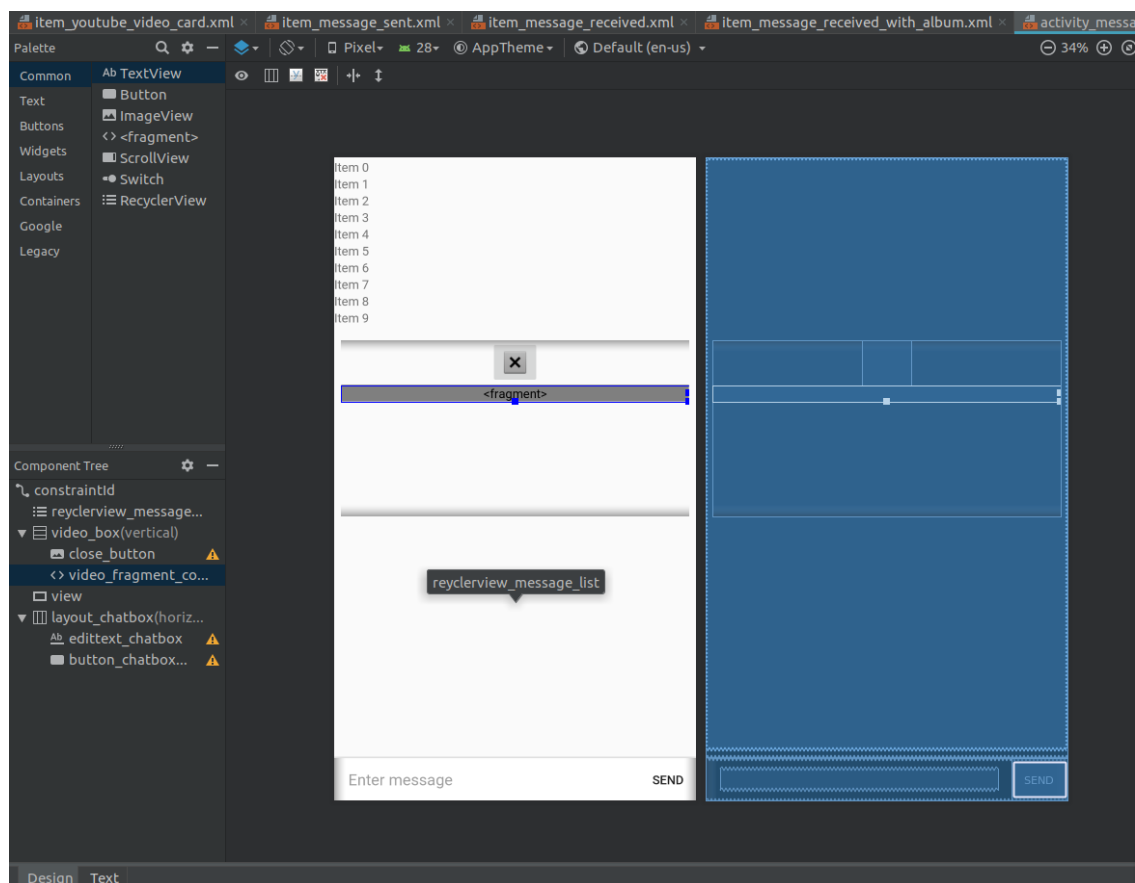 item_youtube_video_card.xml × item_message_sent.xml × item_message_received.xml × item_message_received_with_album.xml × activity_messa
Palette Pixel 28 AppTheme Default (en-us) 34%
Common
Text
Buttons
Widgets
Layouts
Containers
Google
Legacy
Ab TextView
Button
ImageView
<> <fragment>
ScrollView
Switch
RecyclerView
Item 0
Item 1
Item 2
Item 3
Item 4
Item 5
Item 6
Item 7
Item 8
Item 9
<fragment>
reyclerview_message_list
Enter message SEND
SEND
Component Tree
constraintId
reyclerview_message...
video_box(vertical)
close_button
<> video_fragment_co...
view
layout_chatbox(horiz...
Ab edittext_chatbox
button_chatbox...
Design Text